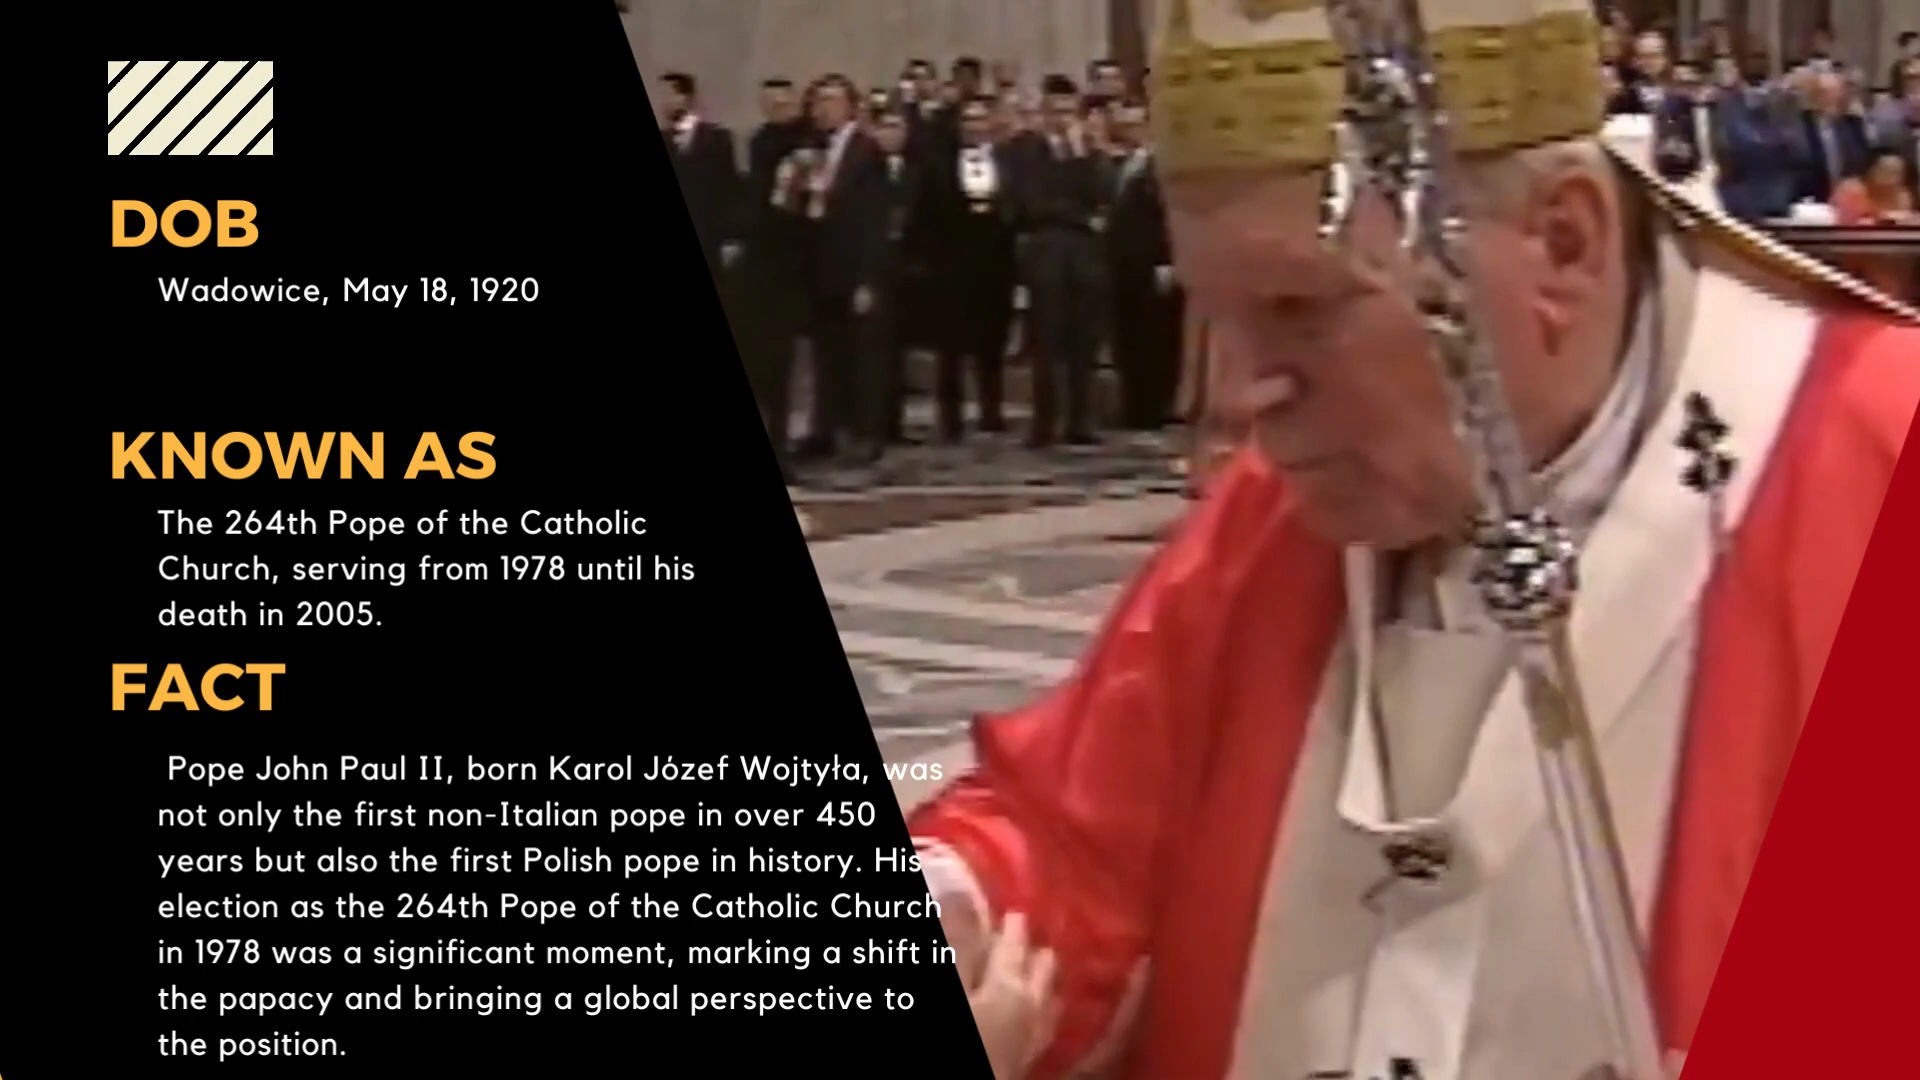 DOB
Wadowice, May 18, 1920
KNOWN AS
The 264th Pope of the Catholic
Church, serving from 1978 until his
death in 2005.
FACT
Pope John Paul II, born Karol Józef Wojtyła, was
not only the first non-Italian pope in over 450
years but also the first Polish pope in history. His
election as the 264th Pope of the Catholic Church
in 1978 was a significant moment, marking a shift in
the papacy and bringing a global perspective to
the position.